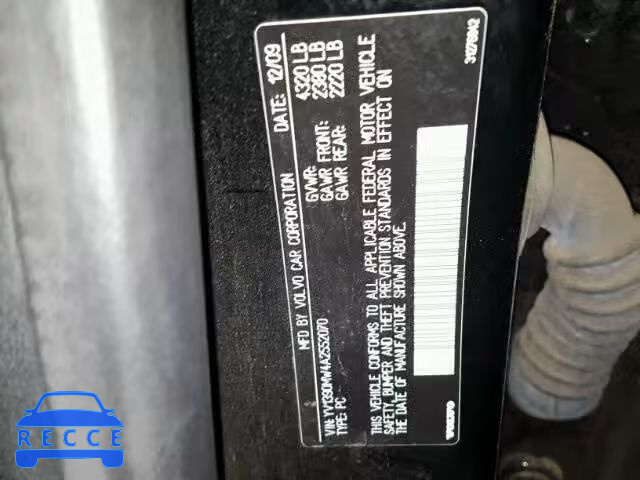 MFD BY VOLVO CAR CORPORATION DATE: 12/09
GVWR: 4320 LB
GAWR FRONT: 2380 LB
GAWR REAR: 2220 LB
VIN: YV1390MW4A2552070
TYPE: PC
THIS VEHICLE CONFORMS TO ALL APPLICABLE FEDERAL MOTOR VEHICLE
SAFETY, BUMPER AND THEFT PREVENTION STANDARDS IN EFFECT ON
THE DATE OF MANUFACTURE SHOWN ABOVE.
RECCE